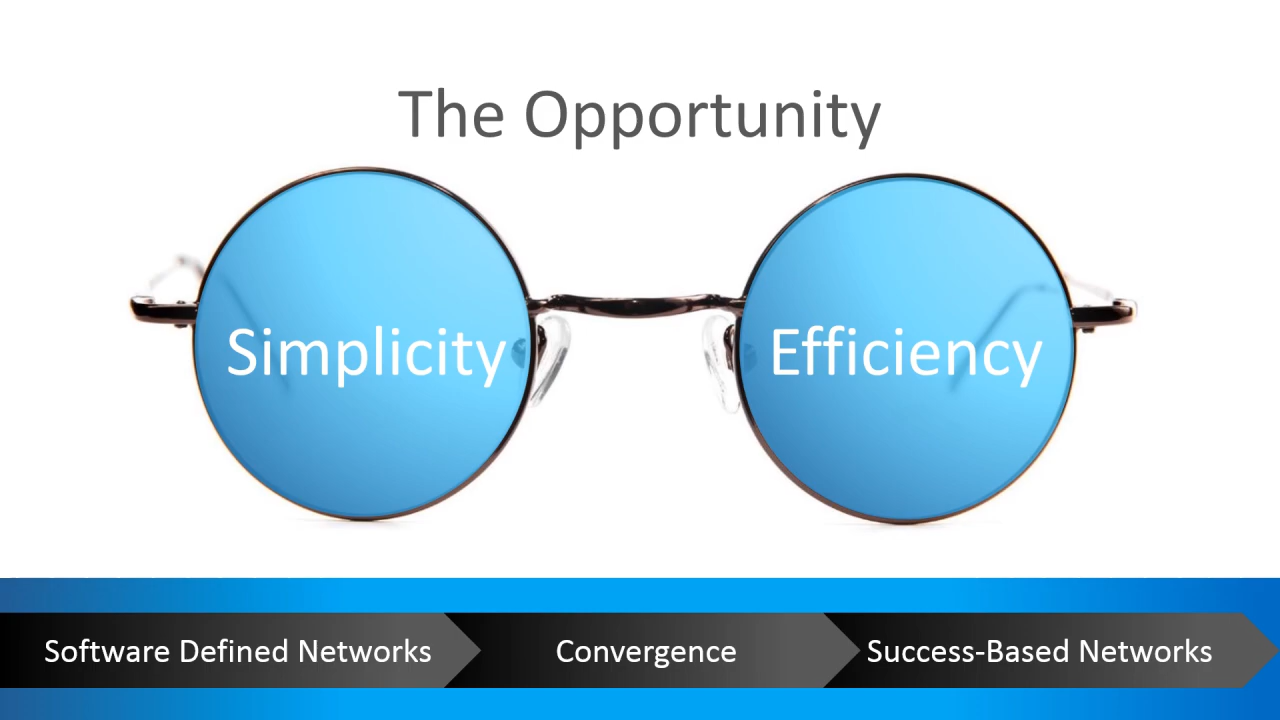 The Opportunity
Simplicity
Efficiency
Software Defined Networks
Convergence
Success-Based Networks